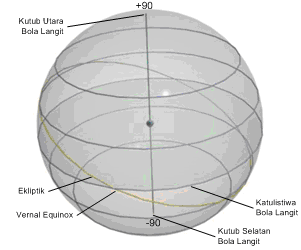 +90
Kutub Utara
Bola Langit
Ekliptik
Vernal Equinox
-90
Katulistiwa
Bola Langit
Kutub Selatan
Bola Langit